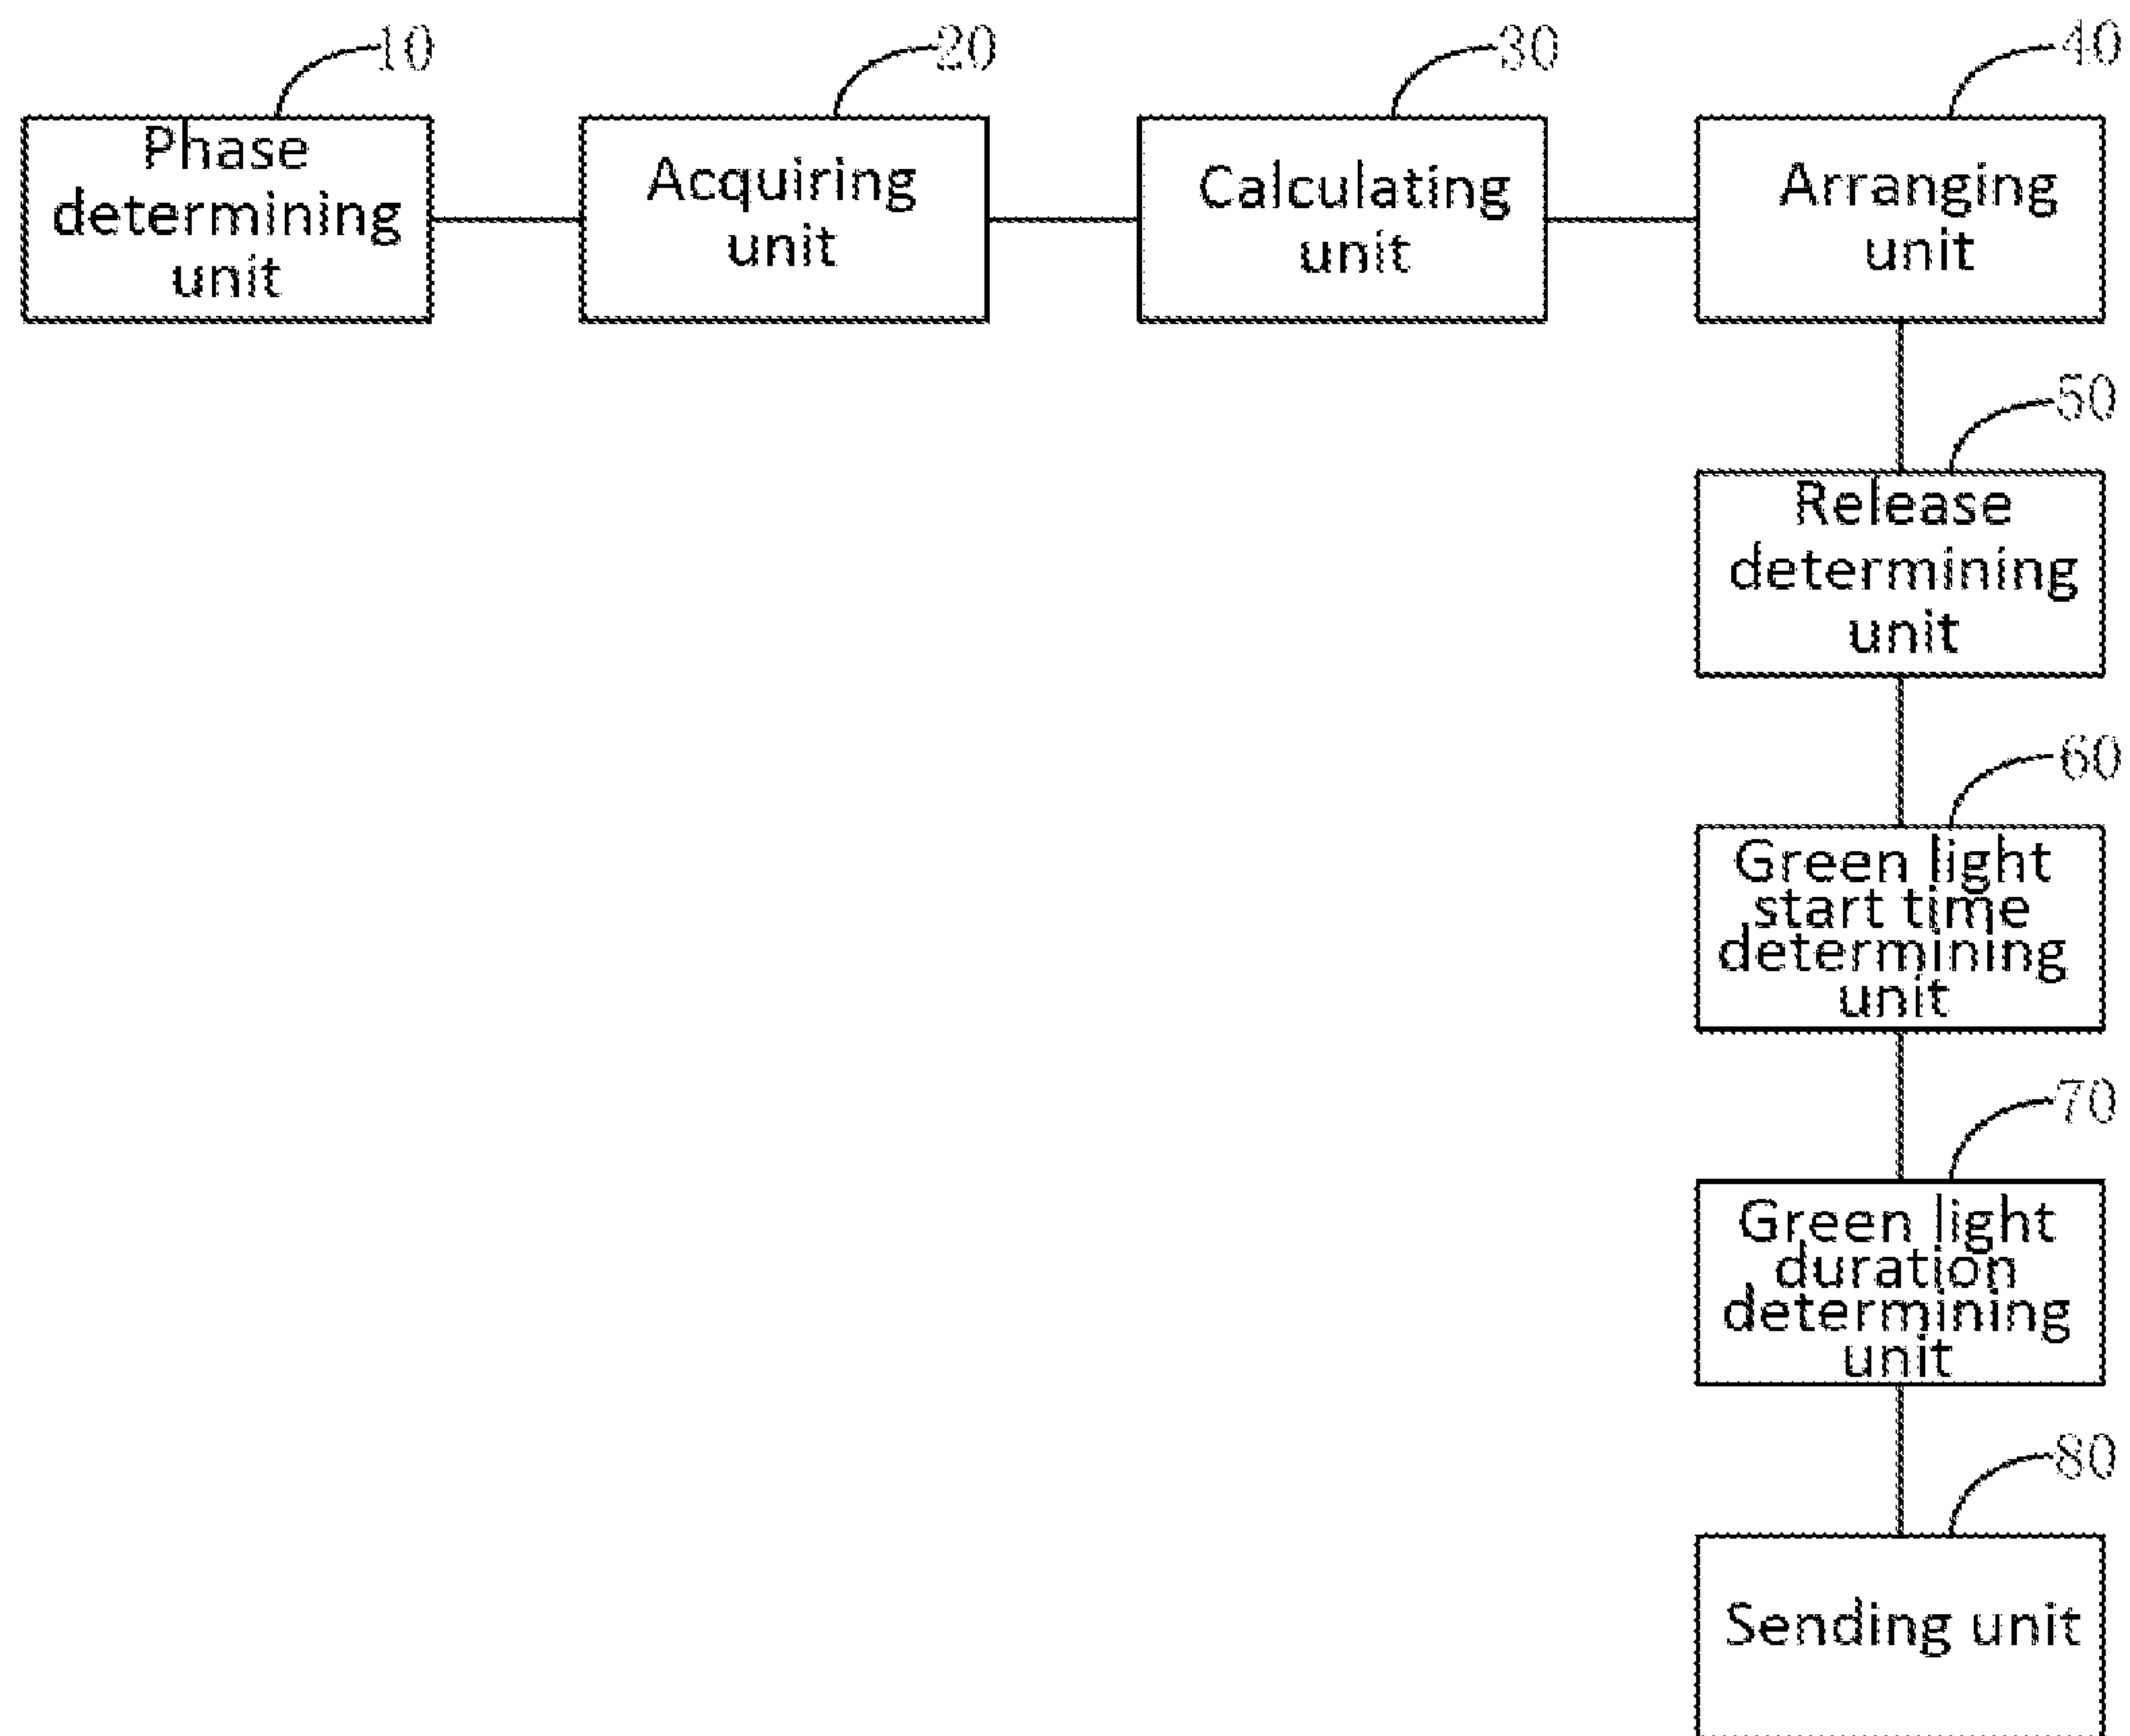 10
20
30
40
Phase
determining
unit
Acquiring
unit
Calculating
unit
Arranging
unit
50
Release
determining
unit
60
Green light
start time
determining
unit
70
Green light
duration
determining
unit
80
Sending unit